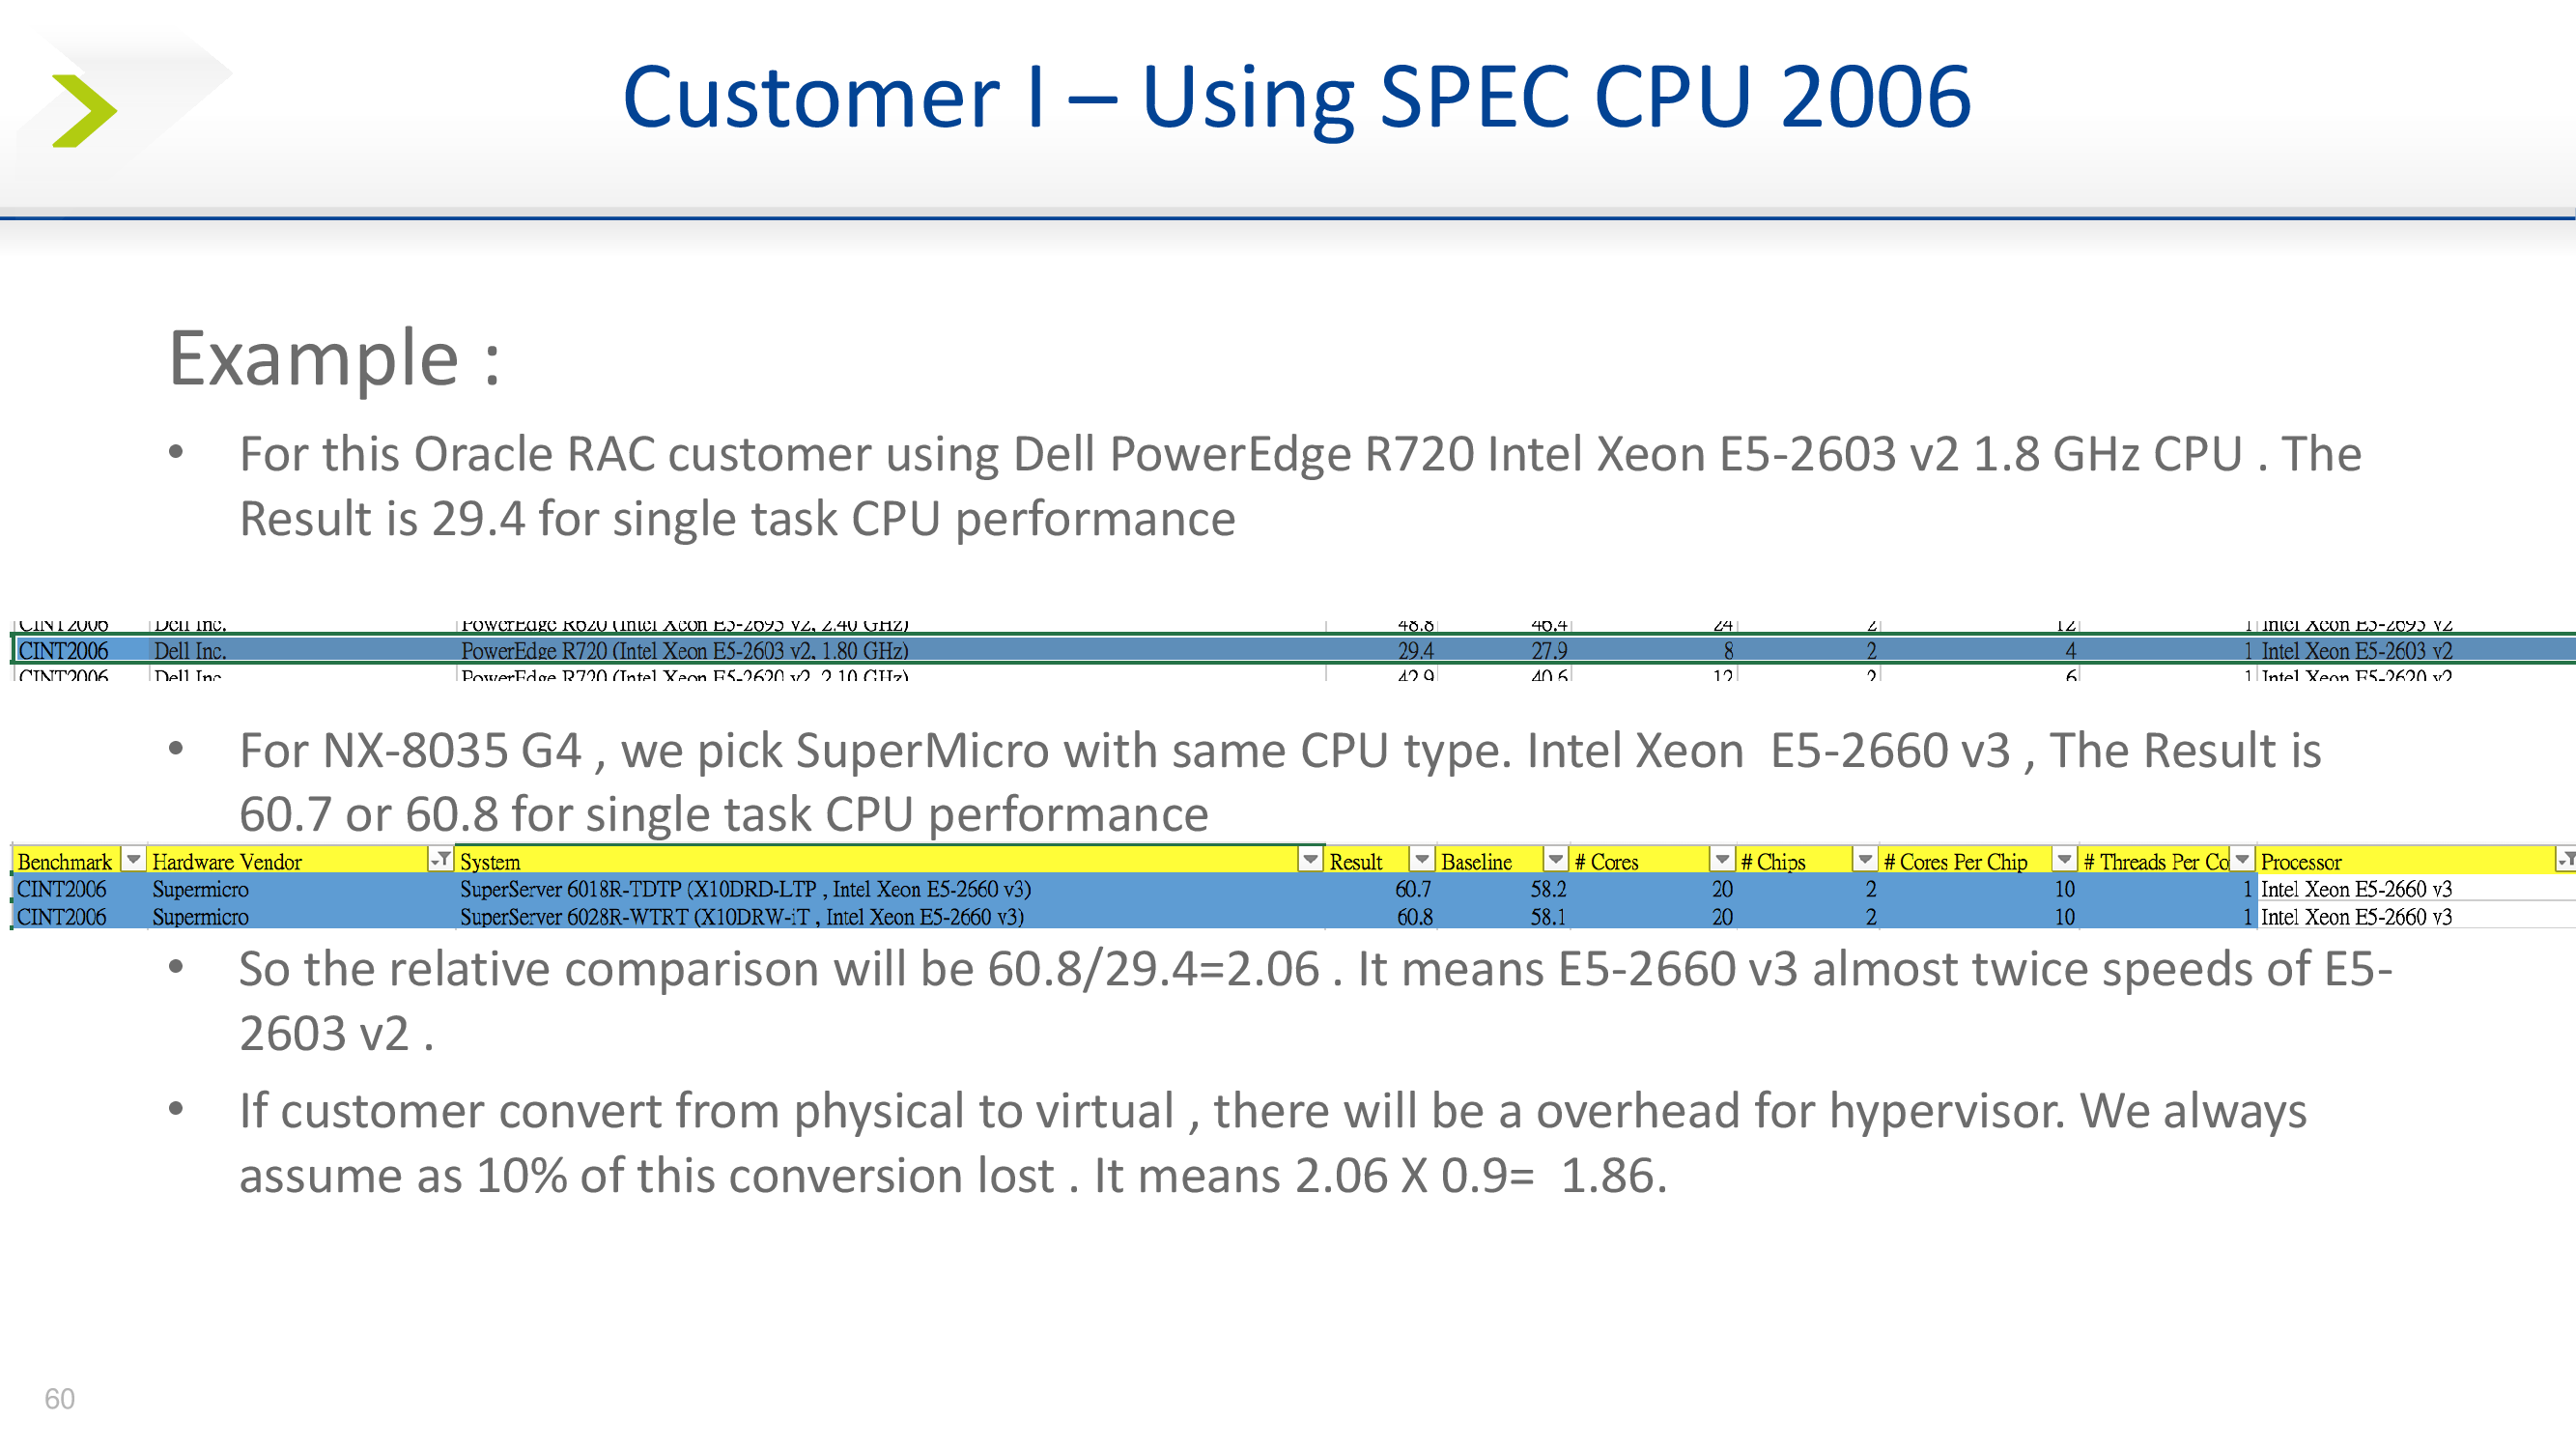 Customer I – Using SPEC CPU 2006
Example :
• For this Oracle RAC customer using Dell PowerEdge R720 Intel Xeon E5-2603 v2 1.8 GHz CPU . The
Result is 29.4 for single task CPU performance
CINT2006 Dell Inc. PowerEdge R620 (Intel Xeon E5-2695 v2, 2.40 GHz) 48.8 46.4 24 2 12 1 Intel Xeon E5-2695 v2
CINT2006 Dell Inc. PowerEdge R720 (Intel Xeon E5-2603 v2, 1.80 GHz) 29.4 27.9 8 2 4 1 Intel Xeon E5-2603 v2
CINT2006 Dell Inc. PowerEdge R720 (Intel Xeon E5-2620 v2, 2.10 GHz) 42.9 40.6 12 2 6 1 Intel Xeon E5-2620 v2
• For NX-8035 G4 , we pick SuperMicro with same CPU type. Intel Xeon E5-2660 v3 , The Result is
60.7 or 60.8 for single task CPU performance
Benchmark Hardware Vendor System Result Baseline # Cores # Chips # Cores Per Chip # Threads Per Co Processor
CINT2006 Supermicro SuperServer 6018R-TDTP (X10DRD-LTP , Intel Xeon E5-2660 v3) 60.7 58.2 20 2 10 1 Intel Xeon E5-2660 v3
CINT2006 Supermicro SuperServer 6028R-WTRT (X10DRW-iT , Intel Xeon E5-2660 v3) 60.8 58.1 20 2 10 1 Intel Xeon E5-2660 v3
• So the relative comparison will be 60.8/29.4=2.06 . It means E5-2660 v3 almost twice speeds of E5-
2603 v2 .
• If customer convert from physical to virtual , there will be a overhead for hypervisor. We always
assume as 10% of this conversion lost . It means 2.06 X 0.9= 1.86.
60